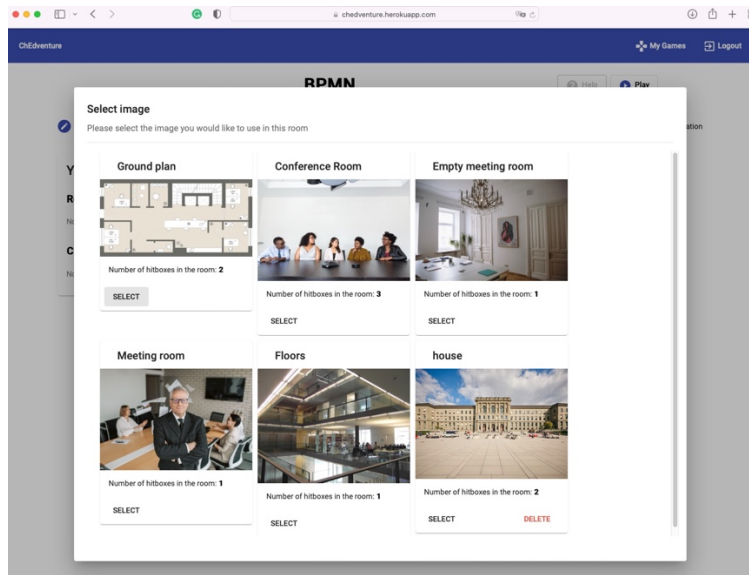 chedventure.herokuapp.com
ChEdventure
My Games
Logout
BPMN
Help
Play
Select image
Please select the image you would like to use in this room
ation
Y
R
No
C
No
Ground plan
Conference Room
Empty meeting room
Number of hitboxes in the room: 2
Number of hitboxes in the room: 3
Number of hitboxes in the room: 1
SELECT
SELECT
SELECT
Meeting room
Floors
house
Number of hitboxes in the room: 1
Number of hitboxes in the room: 1
Number of hitboxes in the room: 2
SELECT
SELECT
SELECT DELETE